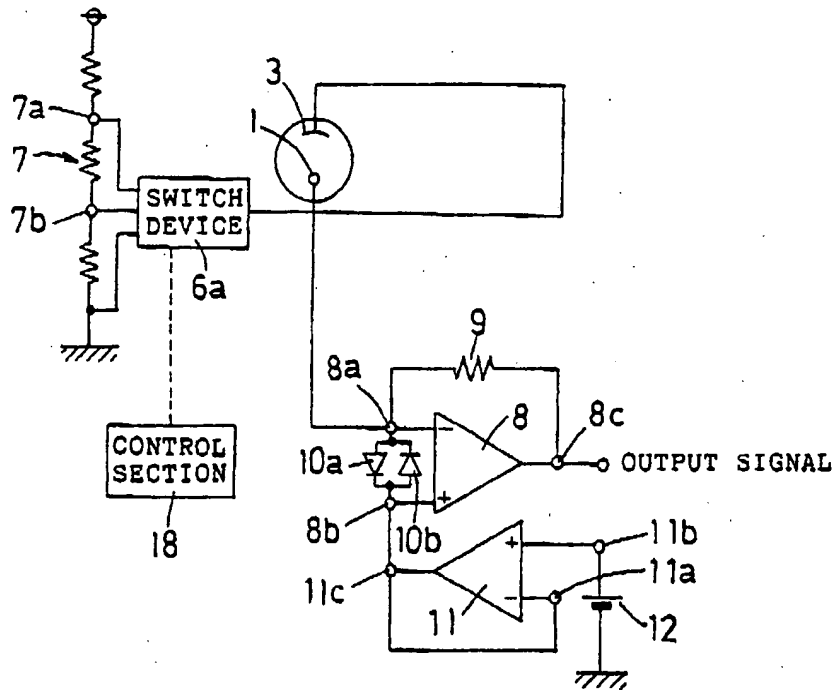 3
7a
1
7
SWITCH
DEVICE
7b
6a
9
8a
8
8c
CONTROL
SECTION
10a
−
+
OUTPUT SIGNAL
18
8b
10b
11b
+
11a
11c
−
11
12